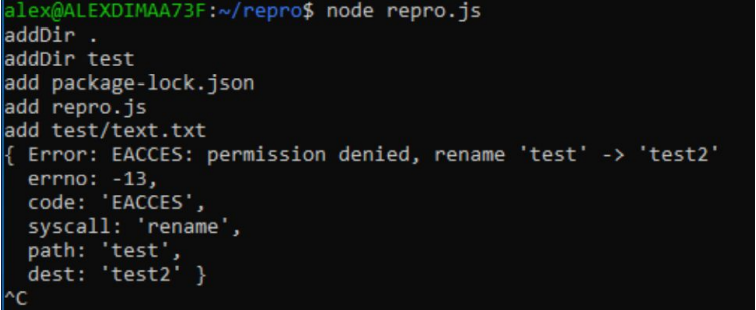 alex@ALEXDIMAA73F:~/repro$ node repro.js
addDir .
addDir test
add package-lock.json
add repro.js
add test/text.txt
{ Error: EACCES: permission denied, rename 'test' -> 'test2'
  errno: -13,
  code: 'EACCES',
  syscall: 'rename',
  path: 'test',
  dest: 'test2' }
^C